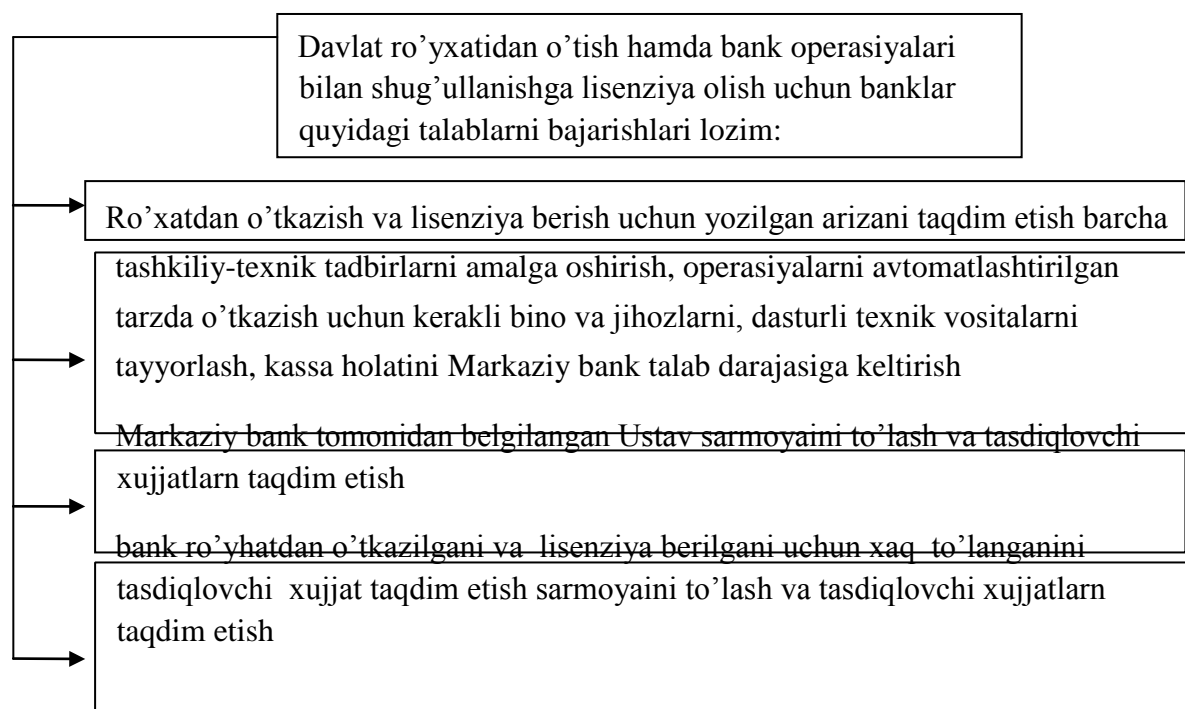 Davlat ro’yxatidan o’tish hamda bank operasiyalari
bilan shug’ullanishga lisenziya olish uchun banklar
quyidagi talablarni bajarishlari lozim:
Ro’xatdan o’tkazish va lisenziya berish uchun yozilgan arizani taqdim etish barcha
tashkiliy-texnik tadbirlarni amalga oshirish, operasiyalarni avtomatlashtirilgan
tarzda o’tkazish uchun kerakli bino va jihozlarni, dasturli texnik vositalarni
tayyorlash, kassa holatini Markaziy bank talab darajasiga keltirish
Markaziy bank tomonidan belgilangan Ustav sarmoyaini to’lash va tasdiqlovchi
xujjatlarn taqdim etish
bank ro’yhatdan o’tkazilgani va lisenziya berilgani uchun xaq to’langanini
tasdiqlovchi xujjat taqdim etish sarmoyaini to’lash va tasdiqlovchi xujjatlarn
taqdim etish